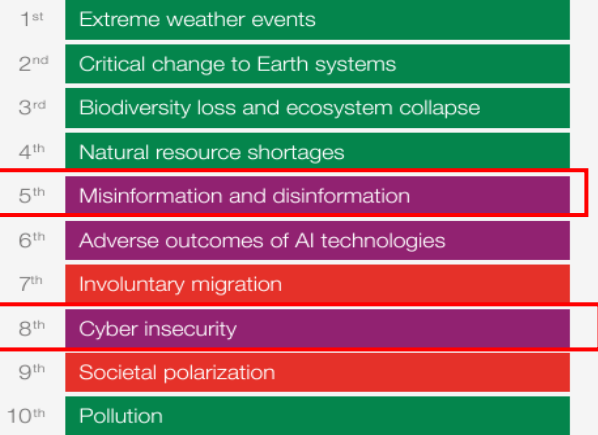 1st Extreme weather events
2nd Critical change to Earth systems
3rd Biodiversity loss and ecosystem collapse
4th Natural resource shortages
5th Misinformation and disinformation
6th Adverse outcomes of AI technologies
7th Involuntary migration
8th Cyber insecurity
9th Societal polarization
10th Pollution